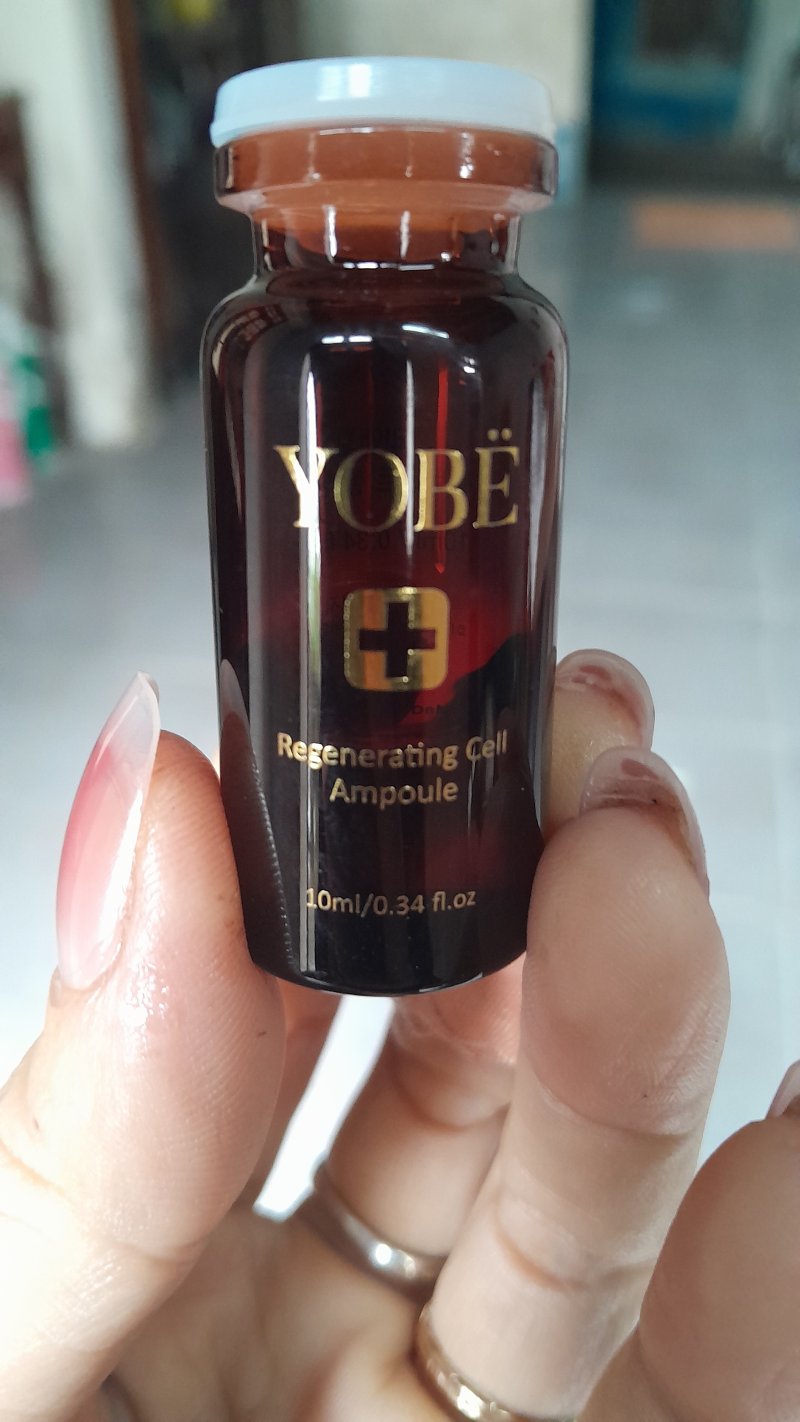 YOBË
Regenerating Cell
Ampoule
10ml/0.34 fl.oz